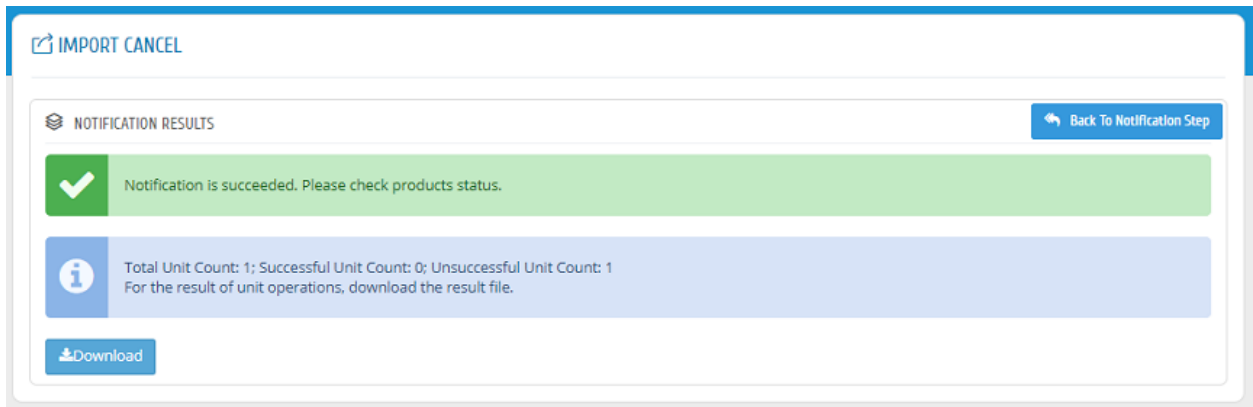 IMPORT CANCEL
NOTIFICATION RESULTS
Back To Notification Step
Notification is succeeded. Please check products status.
Total Unit Count: 1; Successful Unit Count: 0; Unsuccessful Unit Count: 1
For the result of unit operations, download the result file.
Download